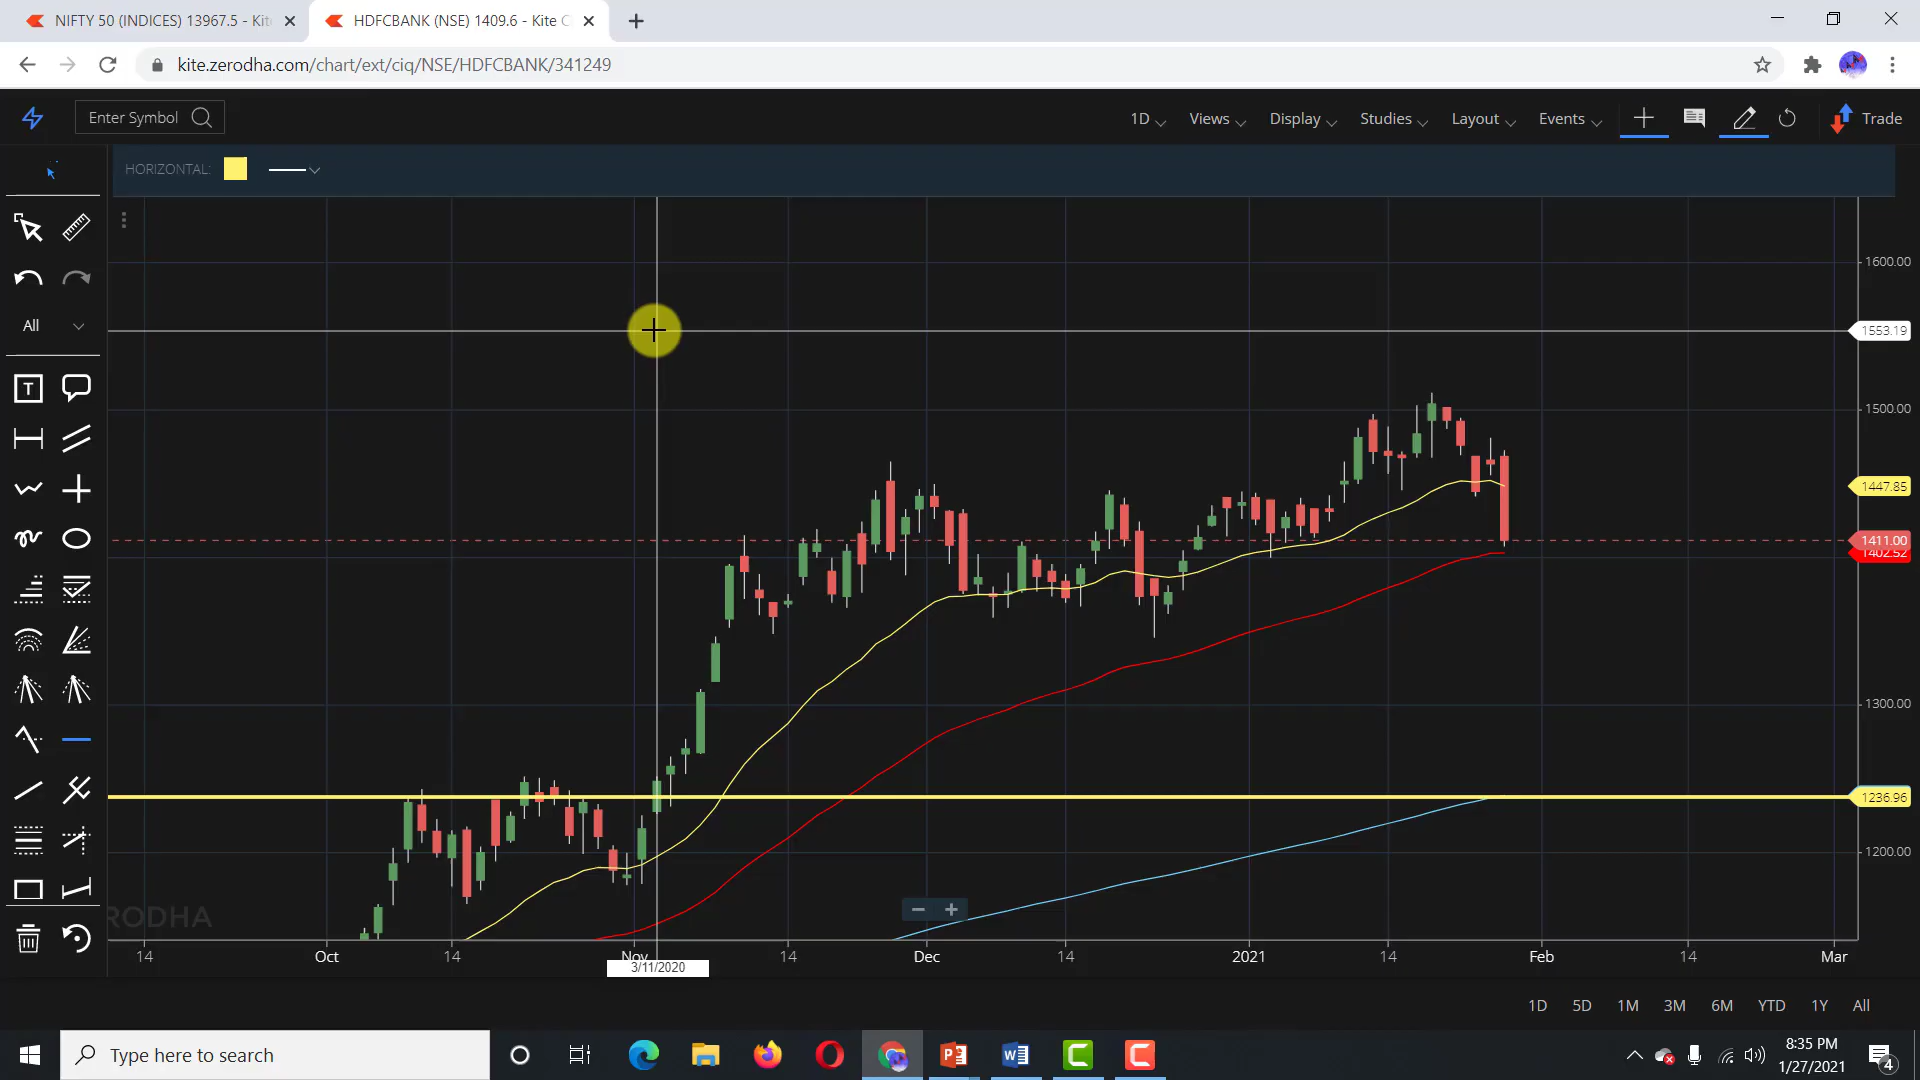 NIFTY 50 (INDICES) 13967.5 - Kit
HDFCBANK (NSE) 1409.6 - Kite C
kite.zerodha.com/chart/ext/ciq/NSE/HDFCBANK/341249
Enter Symbol
1D
Views
Display
Studies
Layout
Events
Trade
HORIZONTAL:
All
T
1600.00
1553.19
1500.00
1447.85
1411.00
1402.52
1300.00
1236.96
1200.00
RODHA
14
Oct
14
Nov
14
Dec
14
2021
14
Feb
14
Mar
3/11/2020
1D 5D 1M 3M 6M YTD 1Y All
Type here to search
8:35 PM
1/27/2021
4